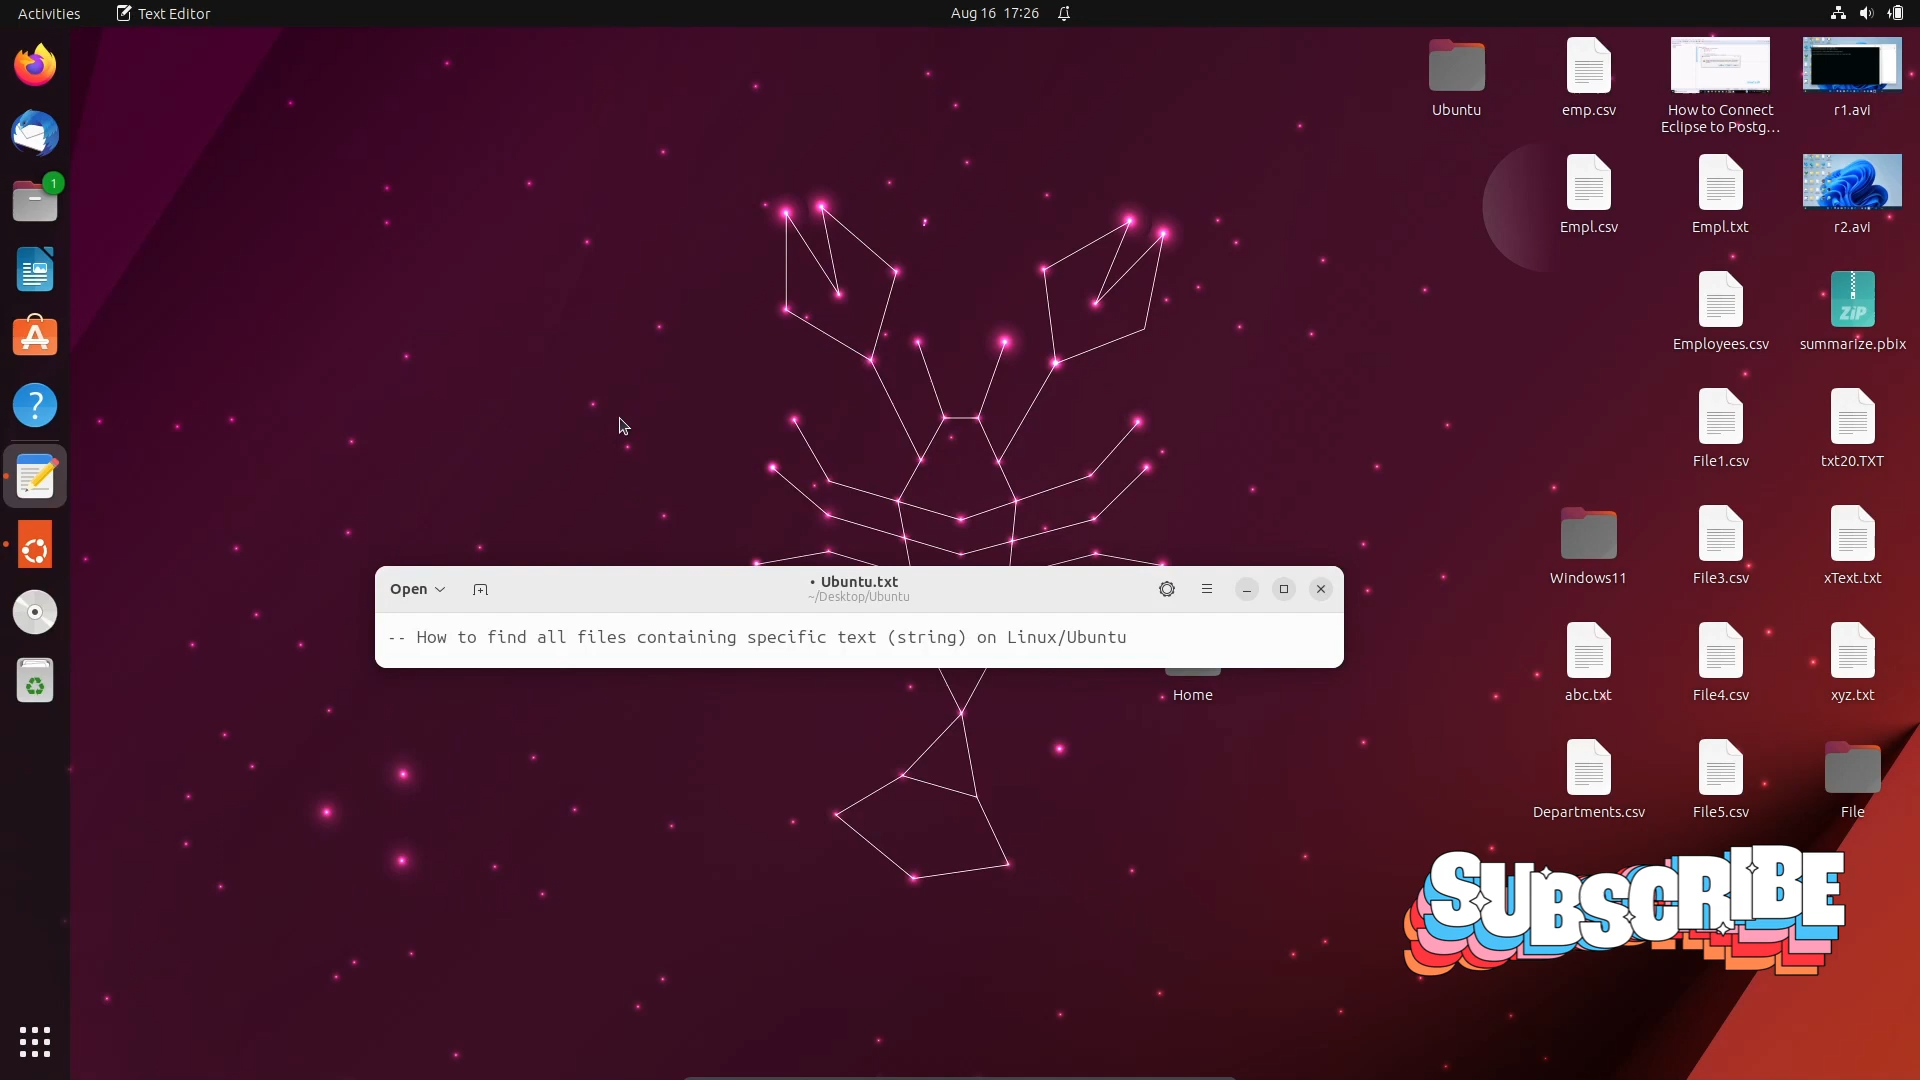 Activities
Text Editor
Aug 16 17:26
1
?
Open
• Ubuntu.txt
~/Desktop/Ubuntu
-- How to find all files containing specific text (string) on Linux/Ubuntu
Home
Ubuntu
emp.csv
How to Connect
Eclipse to Postg...
r1.avi
Empl.csv
Empl.txt
r2.avi
Employees.csv
ZIP
summarize.pbix
File1.csv
txt20.TXT
Windows11
File3.csv
xText.txt
abc.txt
File4.csv
xyz.txt
Departments.csv
File5.csv
File
SUBSCRIBE